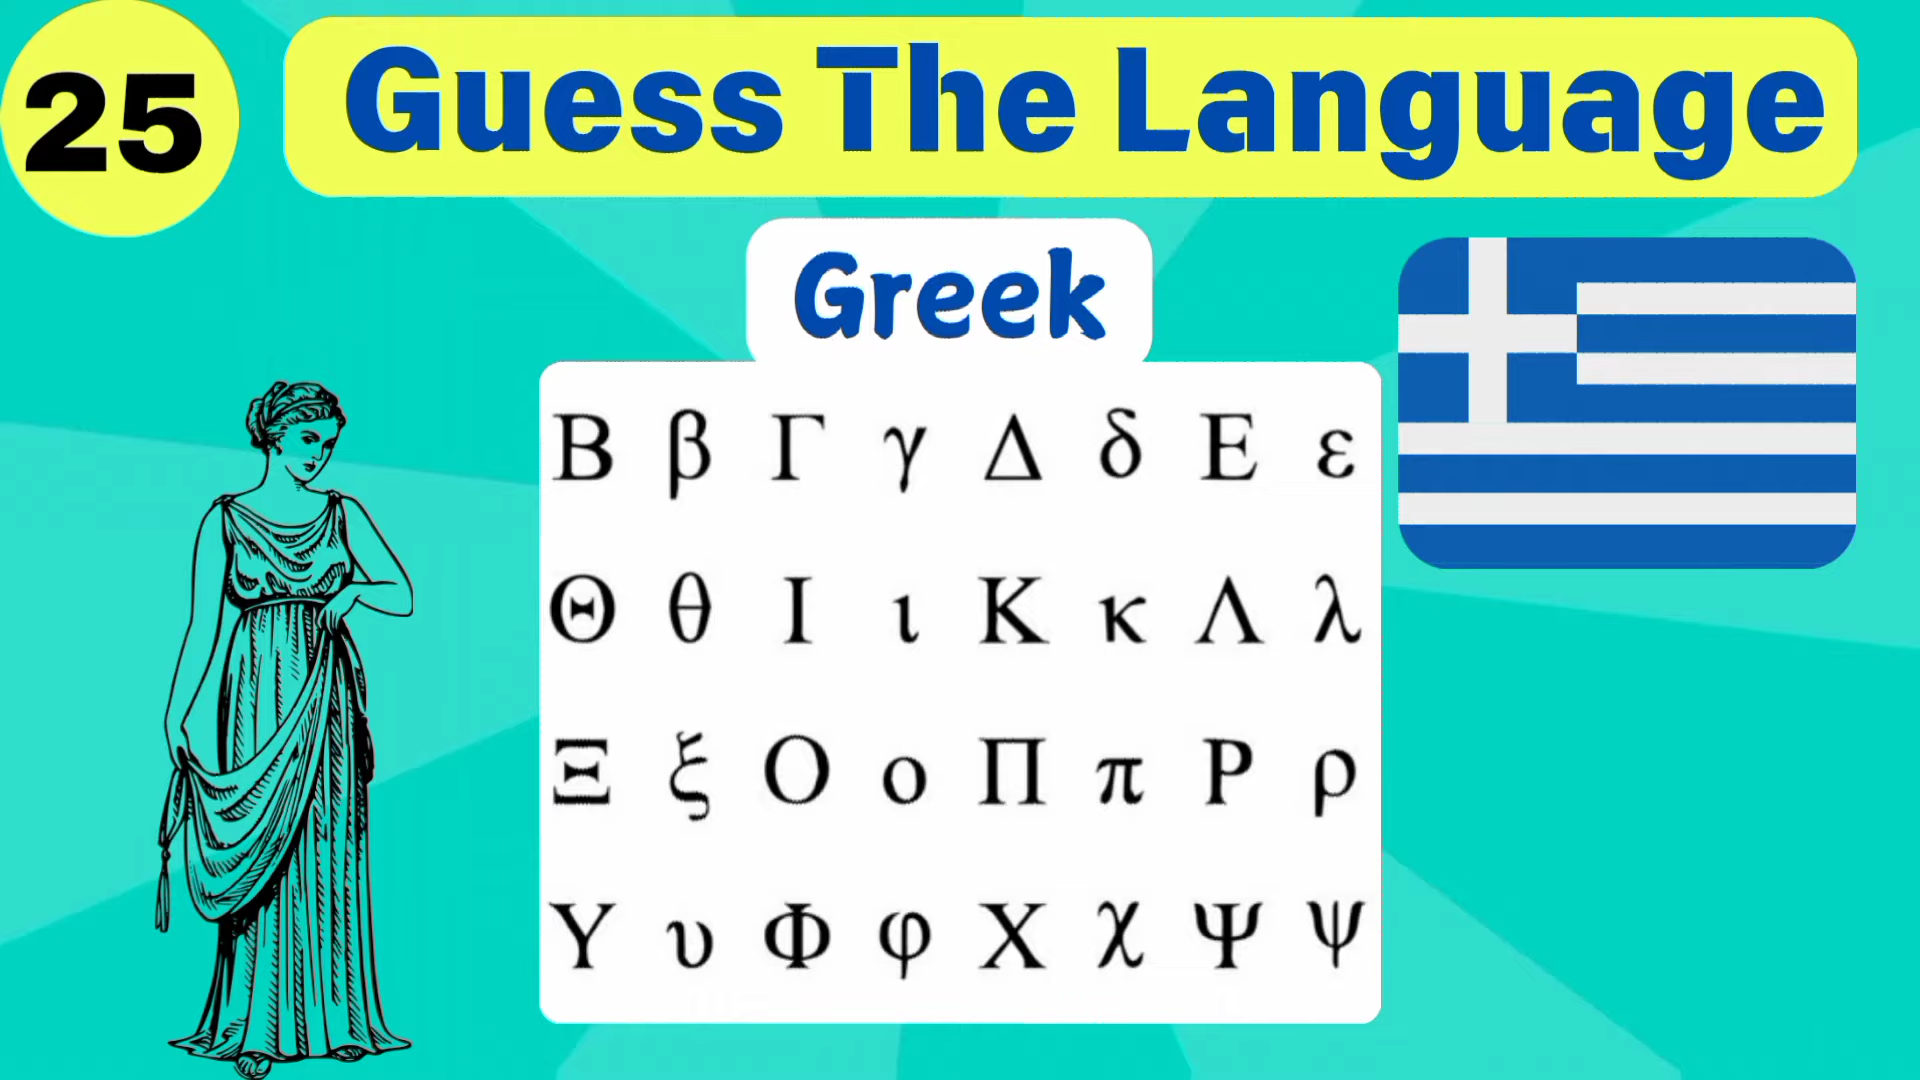 25
Guess The Language
Greek
Β β Γ γ Δ δ Ε ε
Θ θ Ι ι Κ κ Λ λ
Ξ ξ Ο ο Π π Ρ ρ
Υ υ Φ φ Χ χ Ψ ψ